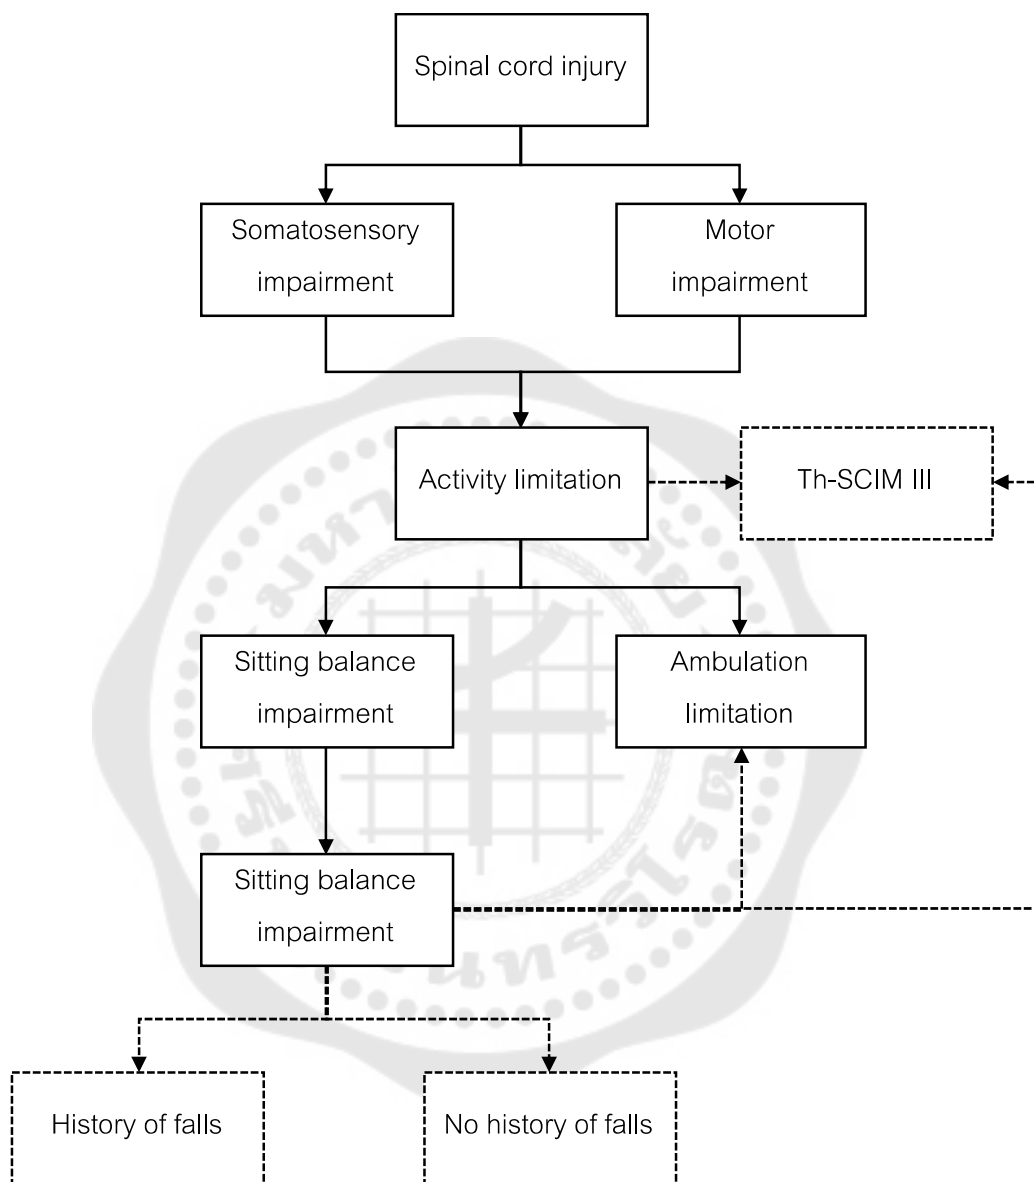 Spinal cord injury
Somatosensory
impairment
Motor
impairment
Activity limitation
Th-SCIM III
Sitting balance
impairment
Ambulation
limitation
Sitting balance
impairment
History of falls
No history of falls